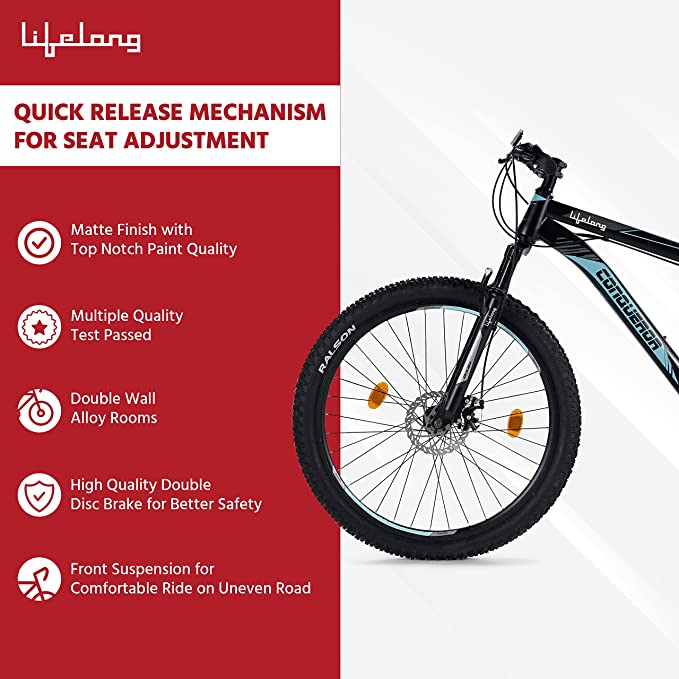 Lifelong
QUICK RELEASE MECHANISM
FOR SEAT ADJUSTMENT
Matte Finish with
Top Notch Paint Quality
Multiple Quality
Test Passed
Double Wall
Alloy Rooms
High Quality Double
Disc Brake for Better Safety
Front Suspension for
Comfortable Ride on Uneven Road
Lifelong
CONQUEROR
Lifelong
RALSON